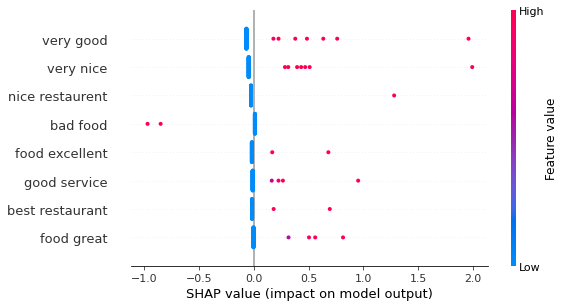 High
very good
very nice
nice restaurent
bad food
food excellent
good service
best restaurant
food great
Feature value
Low
−1.0 −0.5 0.0 0.5 1.0 1.5 2.0
SHAP value (impact on model output)